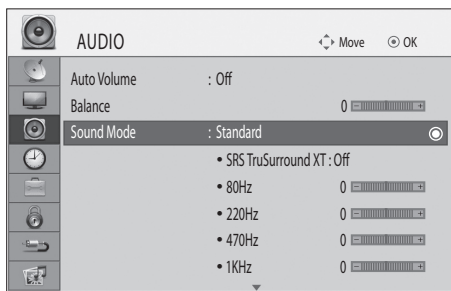 AUDIO Move OK
Auto Volume : Off
Balance 0 - +
Sound Mode : Standard
• SRS TruSurround XT : Off
• 80Hz 0 - +
• 220Hz 0 - +
• 470Hz 0 - +
• 1KHz 0 - +